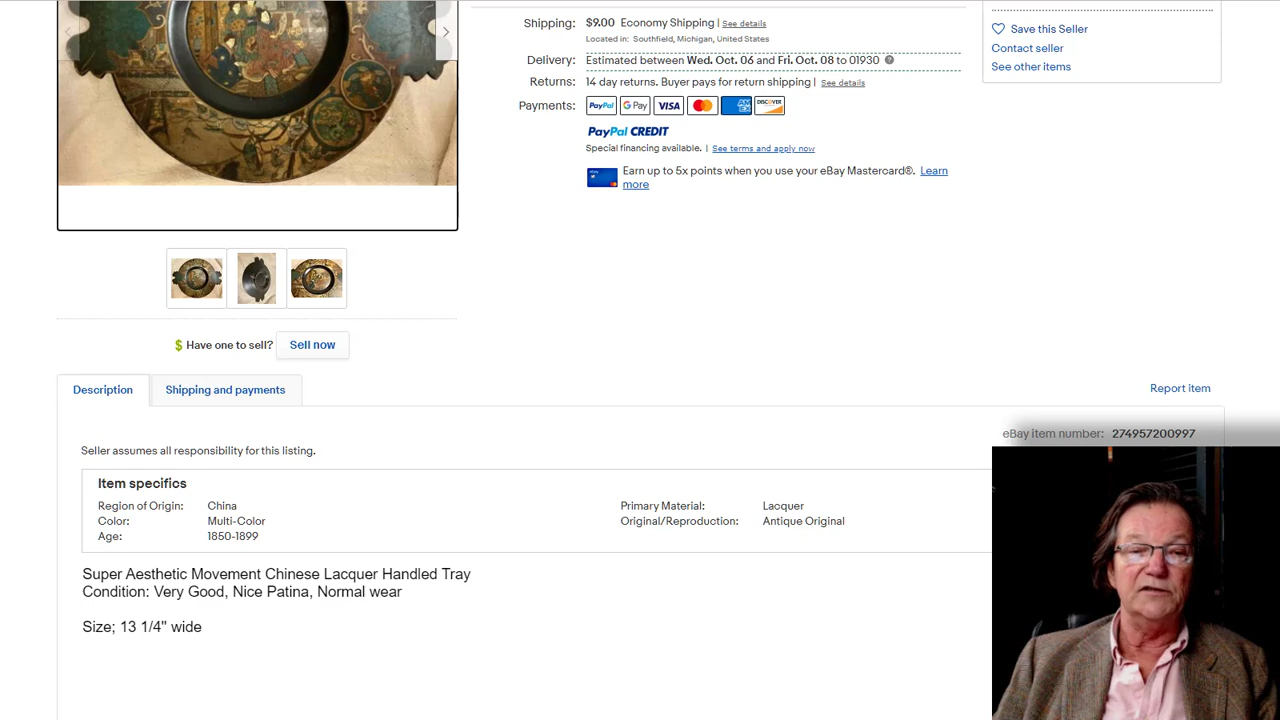 Shipping: $9.00 Economy Shipping | See details
Located in: Southfield, Michigan, United States
Delivery: Estimated between Wed. Oct. 06 and Fri. Oct. 08 to 01930
Returns: 14 day returns. Buyer pays for return shipping | See details
Payments: PayPal G Pay VISA AM EX DISCOVER
PayPal CREDIT
Special financing available. | See terms and apply now
Earn up to 5x points when you use your eBay Mastercard®. Learn
more
Save this Seller
Contact seller
See other items
$ Have one to sell? Sell now
Description Shipping and payments Report item
eBay item number: 274957200997
Seller assumes all responsibility for this listing.
Item specifics
Region of Origin: China Primary Material: Lacquer
Color: Multi-Color Original/Reproduction: Antique Original
Age: 1850-1899
Super Aesthetic Movement Chinese Lacquer Handled Tray
Condition: Very Good, Nice Patina, Normal wear
Size; 13 1/4" wide